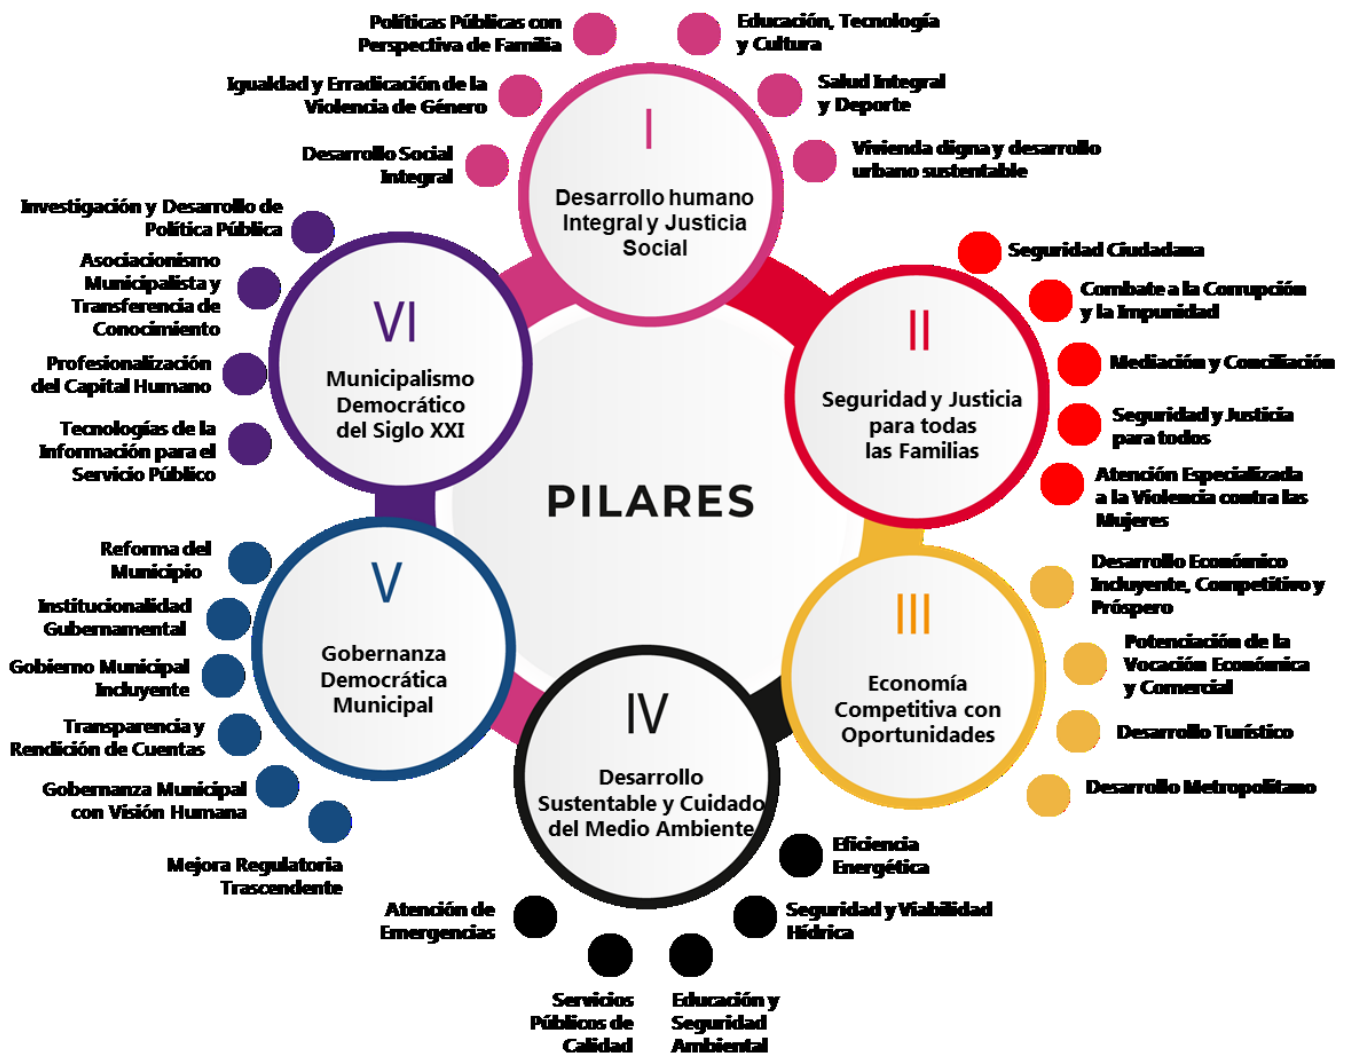 Políticas Públicas con
Perspectiva de Familia
Igualdad y Erradicación de la
Violencia de Género
Desarrollo Social
Integral
Educación, Tecnología
y Cultura
Salud Integral
y Deporte
Vivienda digna y desarrollo
urbano sustentable
I
Desarrollo humano
Integral y Justicia
Social
Seguridad Ciudadana
Combate a la Corrupción
y la Impunidad
Mediación y Conciliación
Seguridad y Justicia
para todos
Atención Especializada
a la Violencia contra las
Mujeres
II
Seguridad y Justicia
para todas
las Familias
Desarrollo Económico
Incluyente, Competitivo y
Próspero
Potenciación de la
Vocación Económica
y Comercial
Desarrollo Turístico
Desarrollo Metropolitano
III
Economía
Competitiva con
Oportunidades
Eficiencia
Energética
Seguridad y Viabilidad
Hídrica
Educación y
Seguridad
Ambiental
Servicios
Públicos de
Calidad
Atención de
Emergencias
IV
Desarrollo
Sustentable y Cuidado
del Medio Ambiente
Reforma del
Municipio
Institucionalidad
Gubernamental
Gobierno Municipal
Incluyente
Transparencia y
Rendición de Cuentas
Gobernanza Municipal
con Visión Humana
Mejora Regulatoria
Trascendente
V
Gobernanza
Democrática
Municipal
Investigación y Desarrollo de
Política Pública
Asociacionismo
Municipalista y
Transferencia de
Conocimiento
Profesionalización
del Capital Humano
Tecnologías de la
Información para el
Servicio Público
VI
Municipalismo
Democrático
del Siglo XXI
PILARES